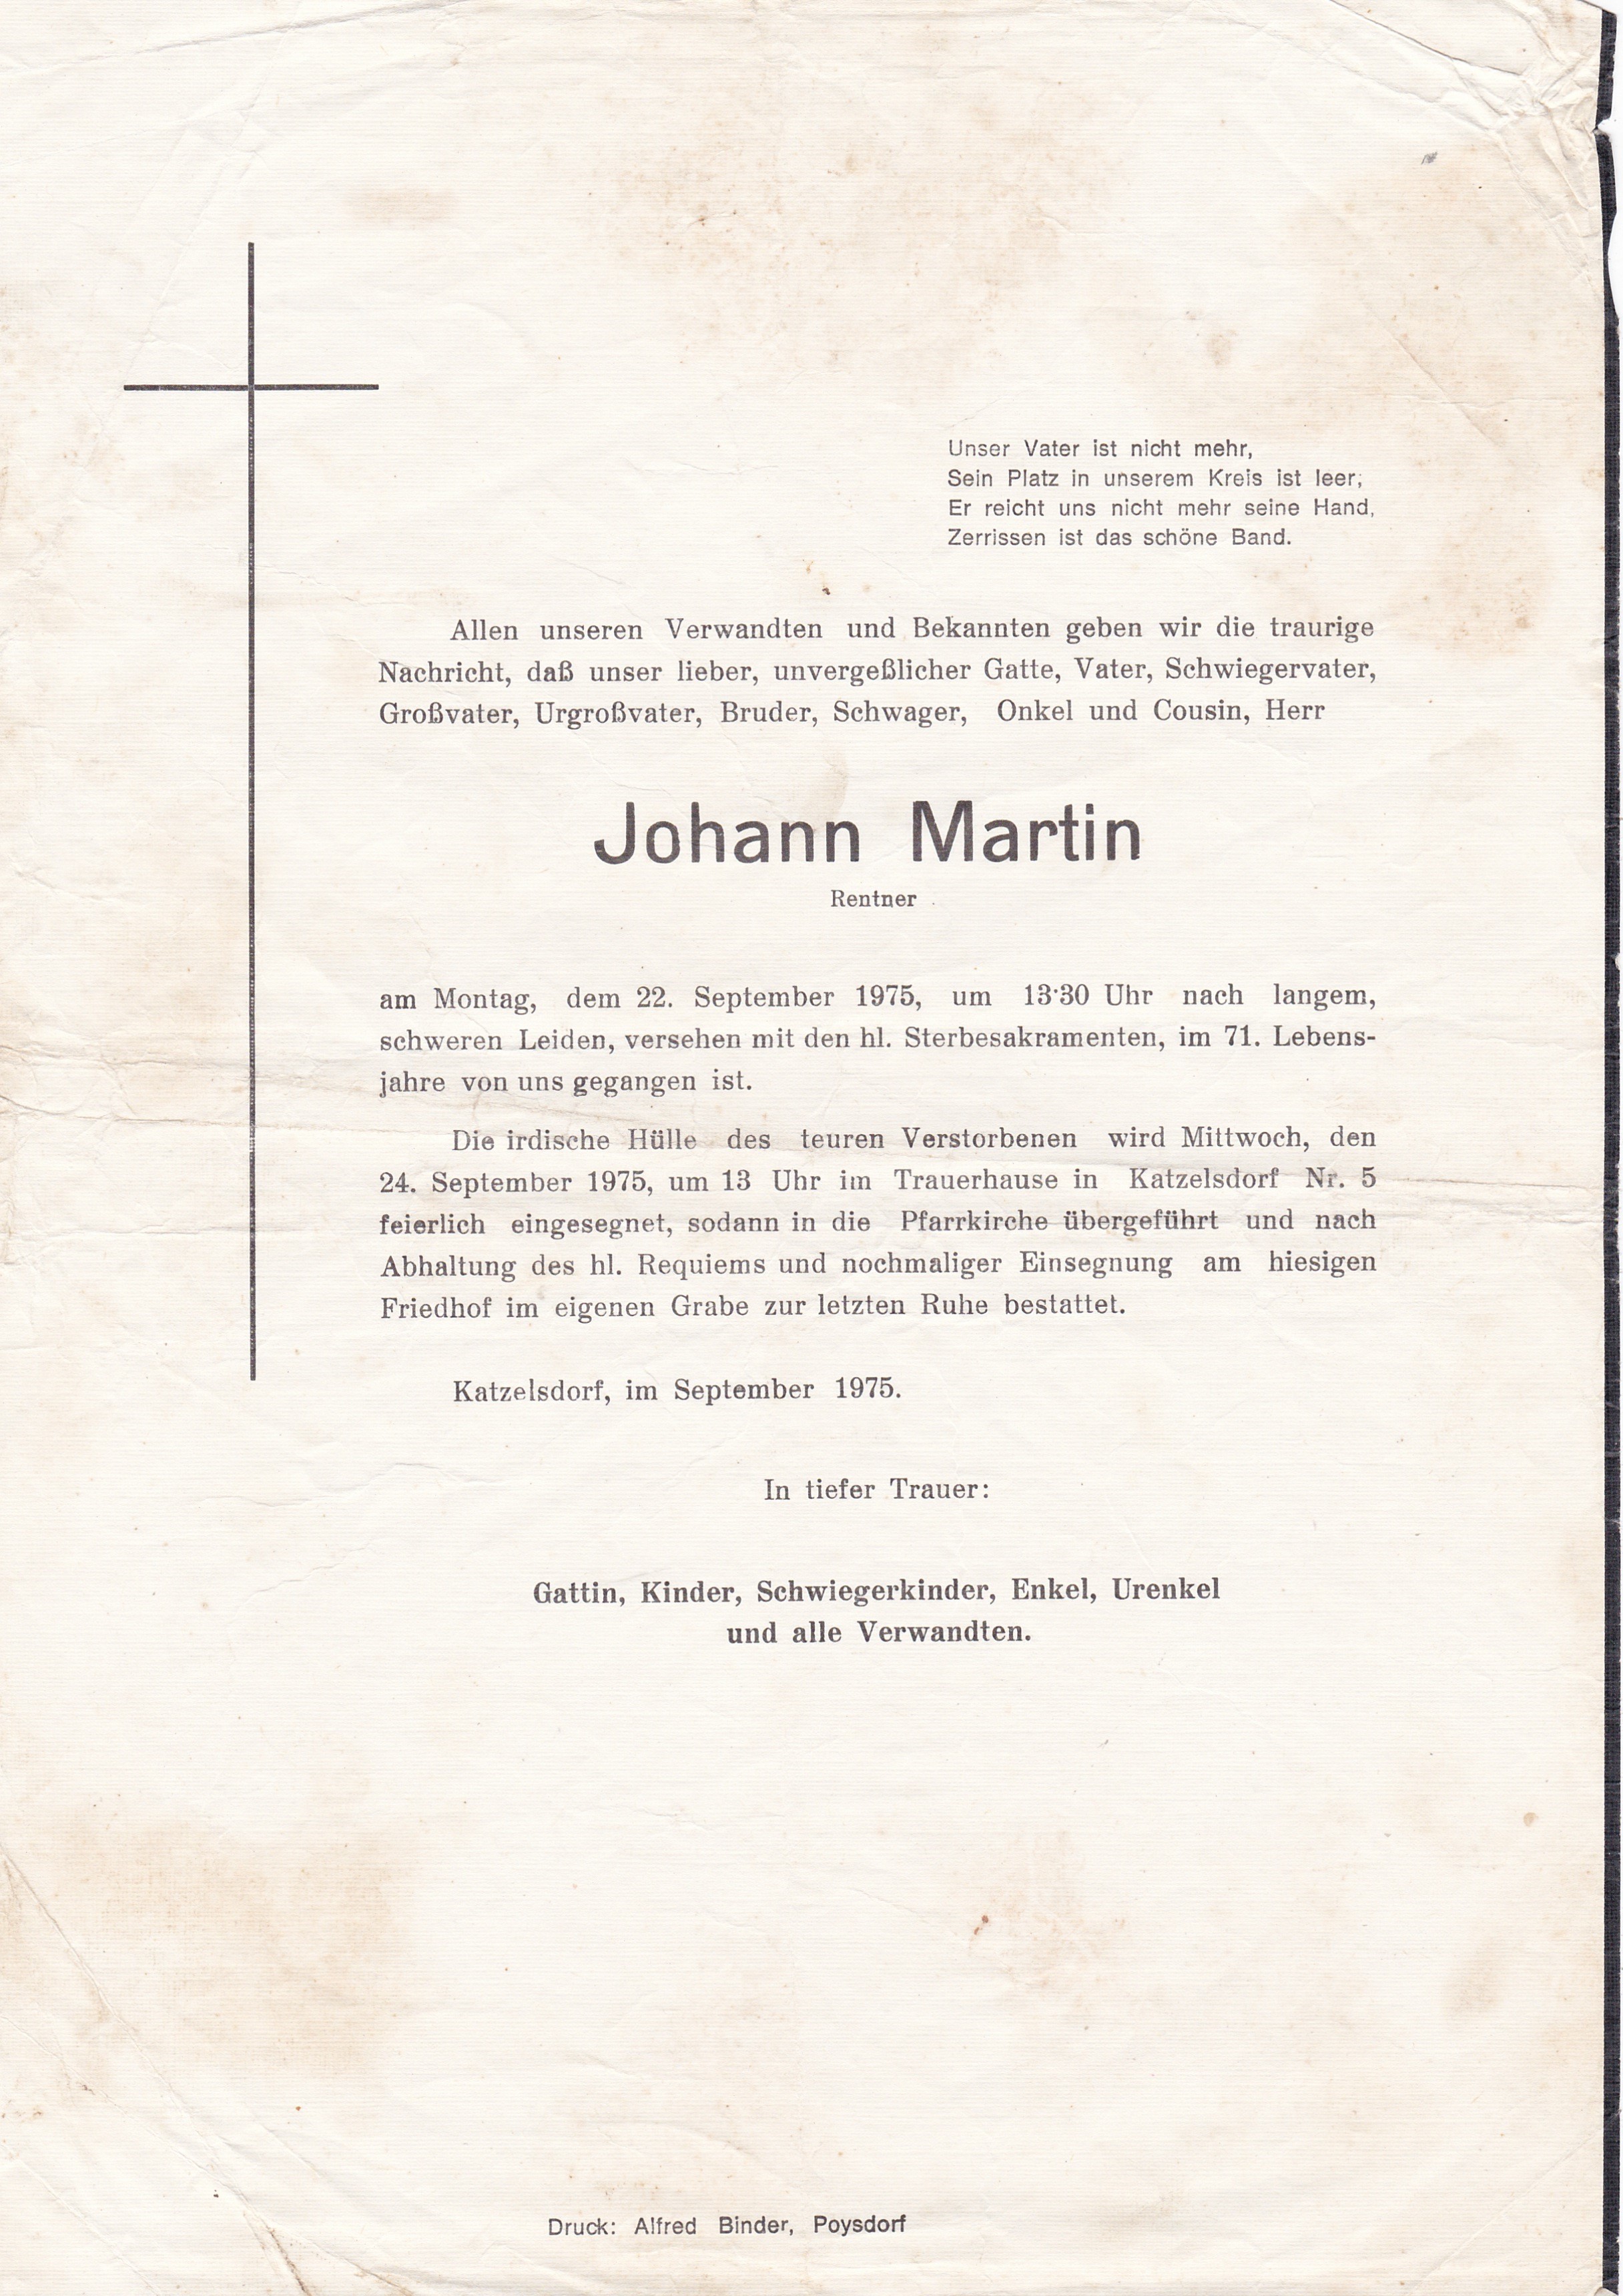 Unser Vater ist nicht mehr,
Sein Platz in unserem Kreis ist leer;
Er reicht uns nicht mehr seine Hand,
Zerrissen ist das schöne Band.
Allen unseren Verwandten und Bekannten geben wir die traurige
Nachricht, daß unser lieber, unvergeßlicher Gatte, Vater, Schwiegervater,
Großvater, Urgroßvater, Bruder, Schwager, Onkel und Cousin, Herr
Johann Martin
Rentner
am Montag, dem 22. September 1975, um 13·30 Uhr nach langem,
schweren Leiden, versehen mit den hl. Sterbesakramenten, im 71. Lebens-
jahre von uns gegangen ist.
Die irdische Hülle des teuren Verstorbenen wird Mittwoch, den
24. September 1975, um 13 Uhr im Trauerhause in Katzelsdorf Nr. 5
feierlich eingesegnet, sodann in die Pfarrkirche übergeführt und nach
Abhaltung des hl. Requiems und nochmaliger Einsegnung am hiesigen
Friedhof im eigenen Grabe zur letzten Ruhe bestattet.
Katzelsdorf, im September 1975.
In tiefer Trauer:
Gattin, Kinder, Schwiegerkinder, Enkel, Urenkel
und alle Verwandten.
Druck: Alfred Binder, Poysdorf